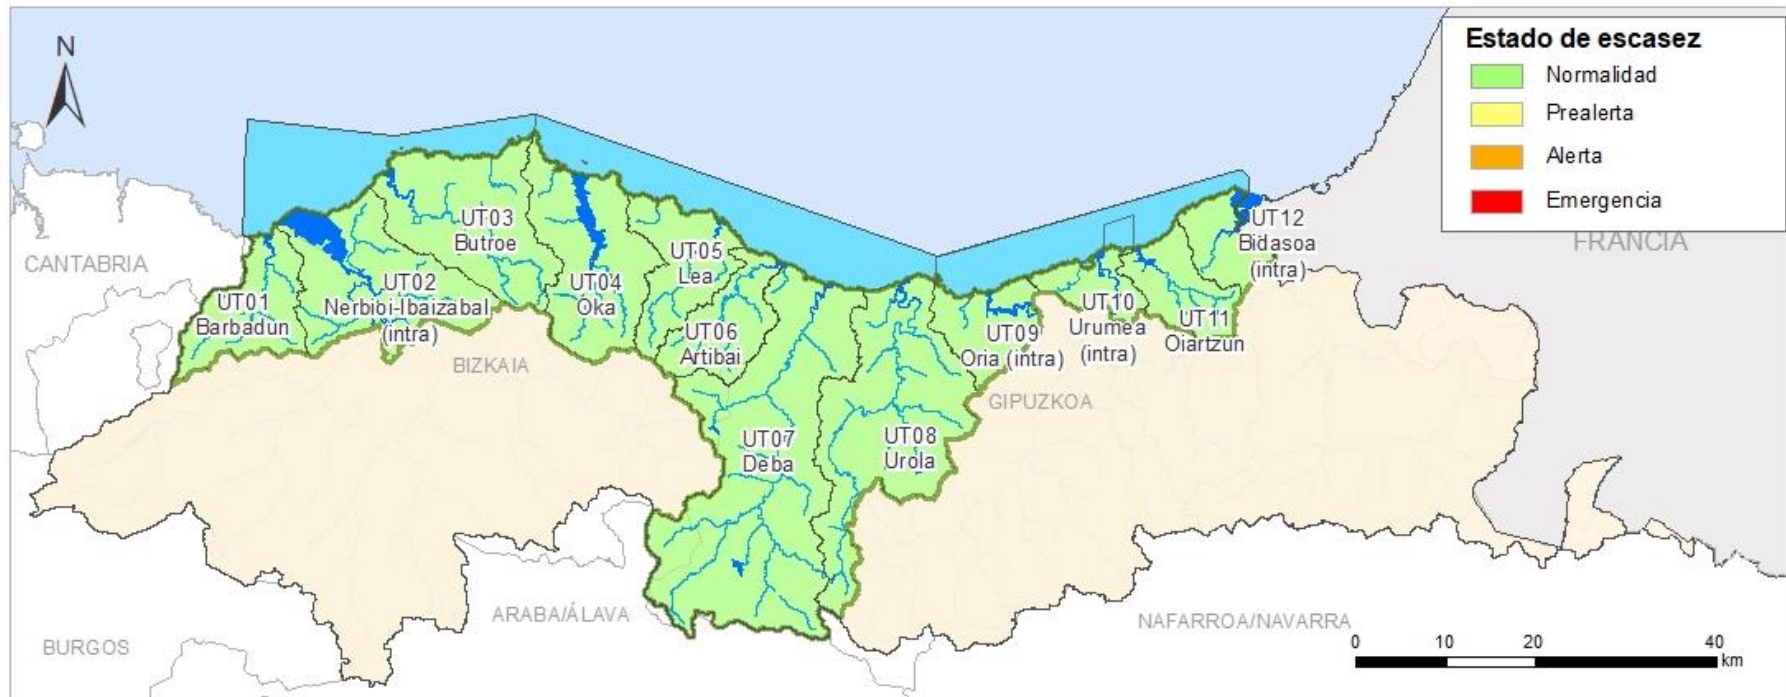 N
Estado de escasez
Normalidad
Prealerta
Alerta
Emergencia
CANTABRIA
FRANCIA
UT01
Barbadun
UT02
Nerbioi-Ibaizabal
(intra)
UT03
Butroe
UT04
Oka
UT05
Lea
UT06
Artibai
UT07
Deba
UT08
Urola
UT09
Oria (intra)
UT10
Urumea
(intra)
UT11
Oiartzun
UT12
Bidasoa
(intra)
BIZKAIA
GIPUZKOA
ARABA/ÁLAVA
NAFARROA/NAVARRA
BURGOS
0 10 20 40
km